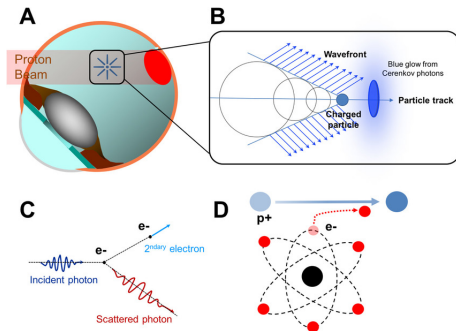 A
B
Proton
Beam
Wavefront
Blue glow from
Cerenkov photons
Particle track
Charged
particle
C
D
e-
e-
2ndary electron
Incident photon
Scattered photon
p+
e-